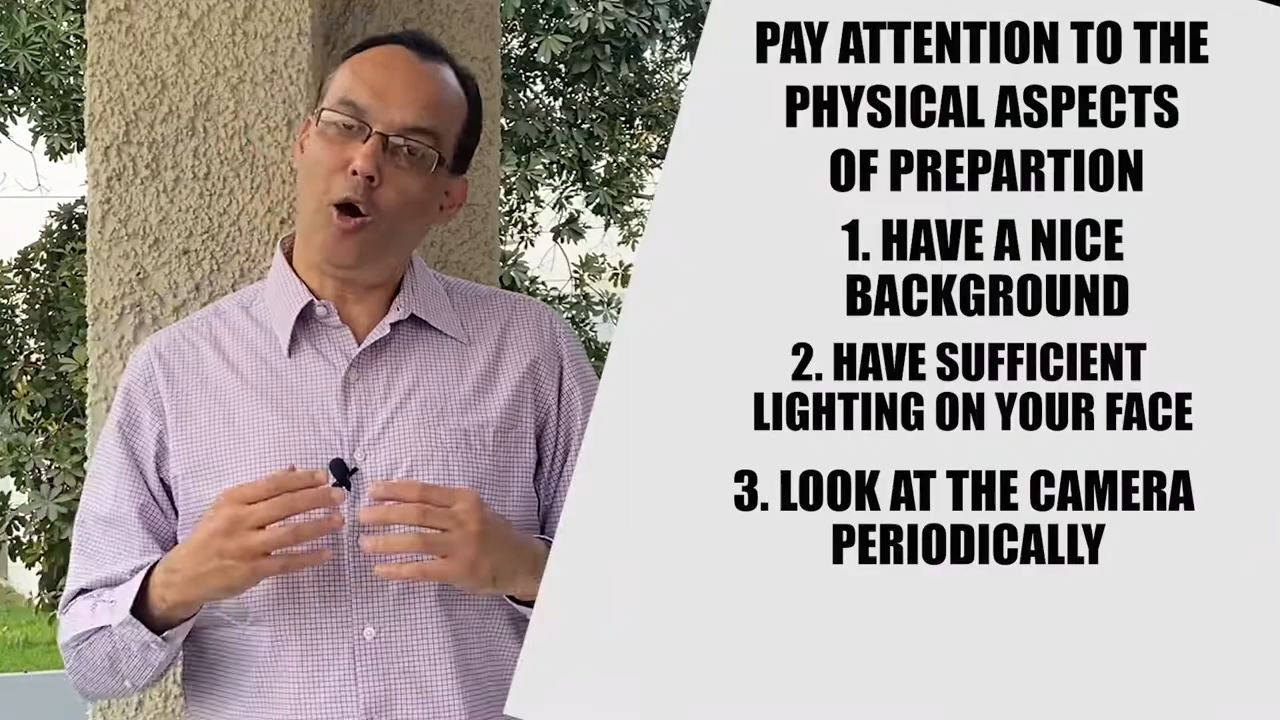 PAY ATTENTION TO THE
PHYSICAL ASPECTS
OF PREPARTION
1. HAVE A NICE
BACKGROUND
2. HAVE SUFFICIENT
LIGHTING ON YOUR FACE
3. LOOK AT THE CAMERA
PERIODICALLY